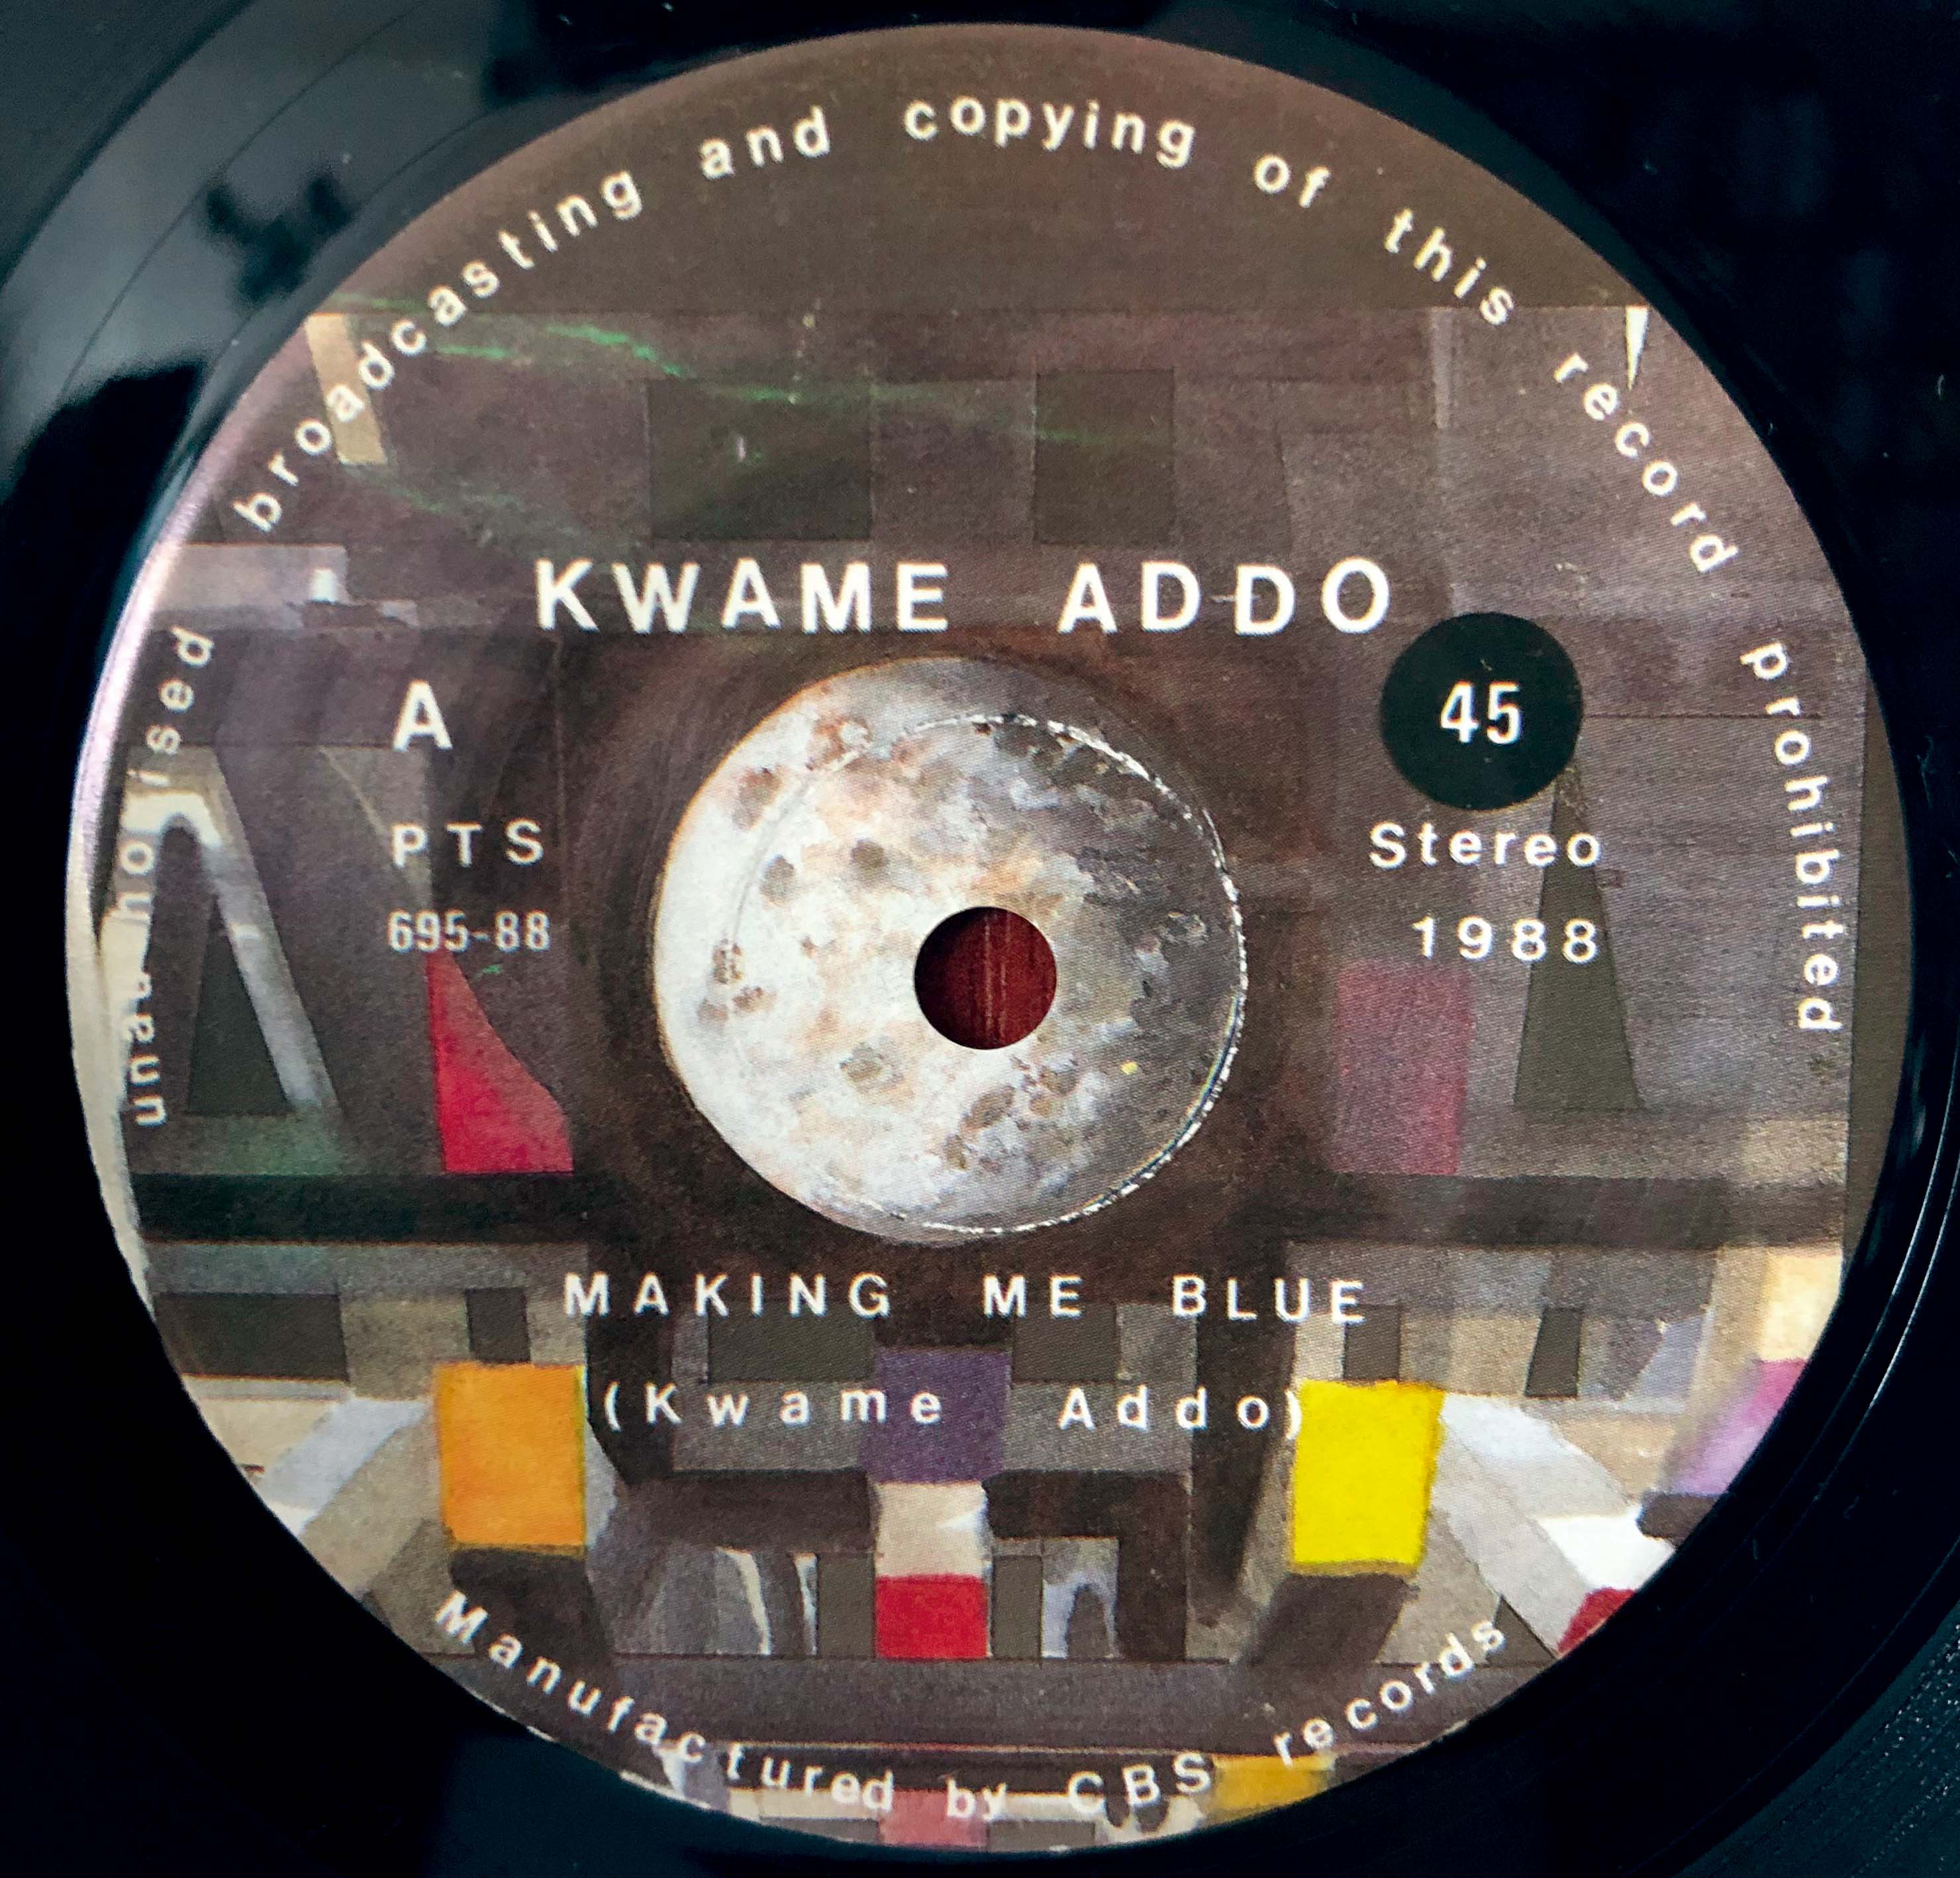 unauthorised broadcasting and copying of this record prohibited
KWAME ADDO
A
45
PTS
Stereo
695-88
1988
MAKING ME BLUE
(Kwame Addo)
Manufactured by CBS records